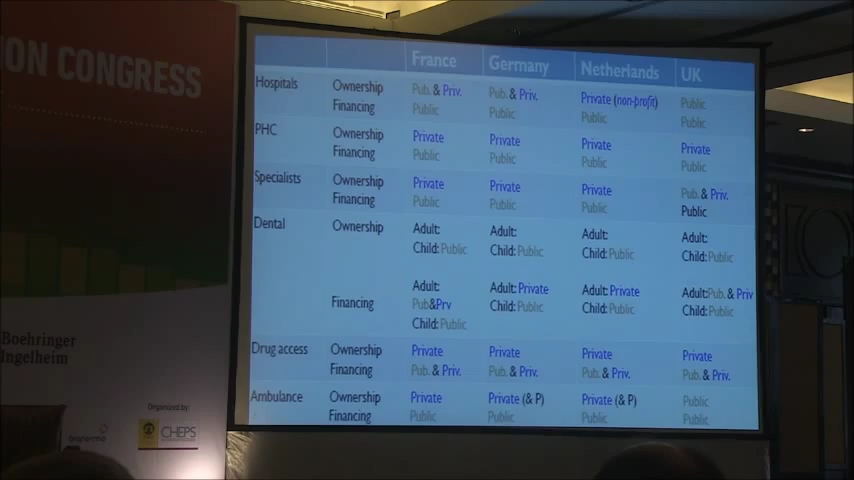 ON CONGRESS
Boehringer
Ingelheim
Organized by:
CHEPS
France Germany Netherlands UK
Hospitals Ownership Pub. & Priv. Pub. & Priv. Private (non-profit) Public
Financing Public Public Public Public
PHC Ownership Private Private Private Private
Financing Public Public Public Public
Specialists Ownership Private Private Private Pub. & Priv.
Financing Public Public Public Public
Dental Ownership Adult: Adult: Adult: Adult:
Child: Public Child: Public Child: Public Child: Public
Financing Adult: Adult: Private Adult: Private Adult: Pub. & Priv
Pub&Prv Child: Public Child: Public Child: Public
Child: Public
Drug access Ownership Private Private Private Private
Financing Pub. & Priv. Pub. & Priv. Pub. & Priv. Pub. & Priv.
Ambulance Ownership Private Private (& P) Private (& P) Public
Financing Public Public Public Public